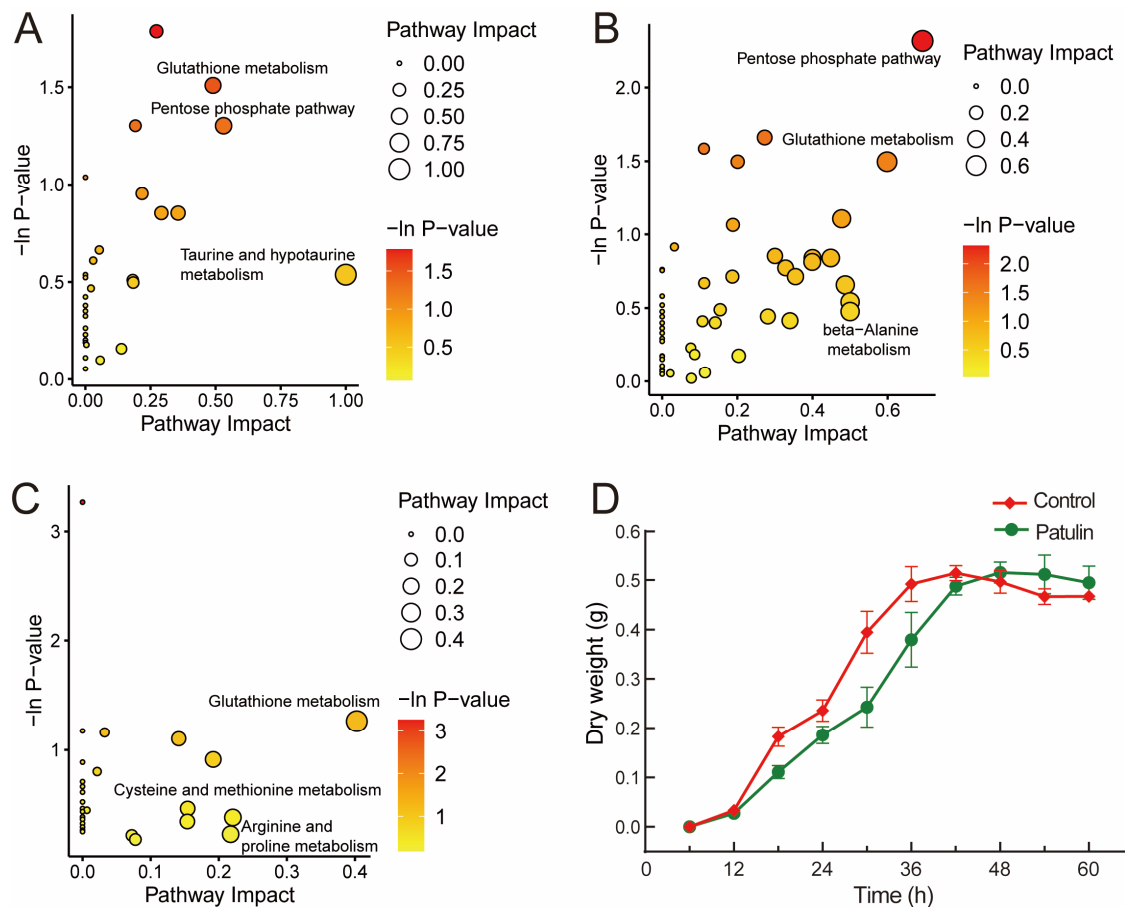 A
−ln P−value
1.5
1.0
0.5
0.0
0.00
0.25
0.50
0.75
1.00
Pathway Impact
Glutathione metabolism
Pentose phosphate pathway
Taurine and hypotaurine
metabolism
Pathway Impact
0.00
0.25
0.50
0.75
1.00
−ln P−value
1.5
1.0
0.5
B
−ln P−value
2.0
1.5
1.0
0.5
0.0
0.0
0.2
0.4
0.6
Pathway Impact
Pentose phosphate pathway
Glutathione metabolism
beta-Alanine
metabolism
Pathway Impact
0.0
0.2
0.4
0.6
−ln P−value
2.0
1.5
1.0
0.5
C
−ln P−value
3
2
1
0.0
0.1
0.2
0.3
0.4
Pathway Impact
Glutathione metabolism
Cysteine and methionine metabolism
Arginine and
proline metabolism
Pathway Impact
0.0
0.1
0.2
0.3
0.4
−ln P−value
3
2
1
D
Control
Patulin
Dry weight (g)
0.6
0.5
0.4
0.3
0.2
0.1
0.0
0
12
24
36
48
60
Time (h)